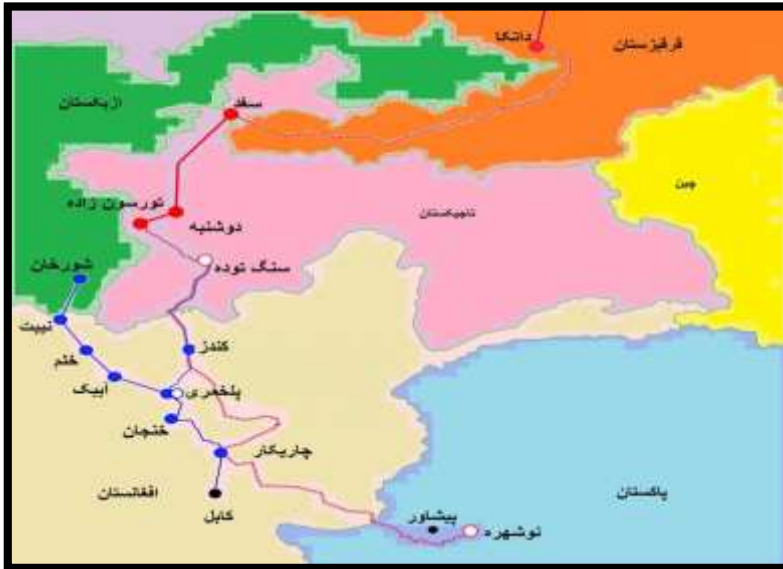 داتکا
قرقیزستان
سغد
ازبکستان
چین
تورسون زاده
دوشنبه
تاجیکستان
سنگ توده
شورخان
نیبت
کندز
خلم
ایبک
پلخمری
خنجان
چاریکار
افغانستان
کابل
پیشاور
نوشهره
پاکستان